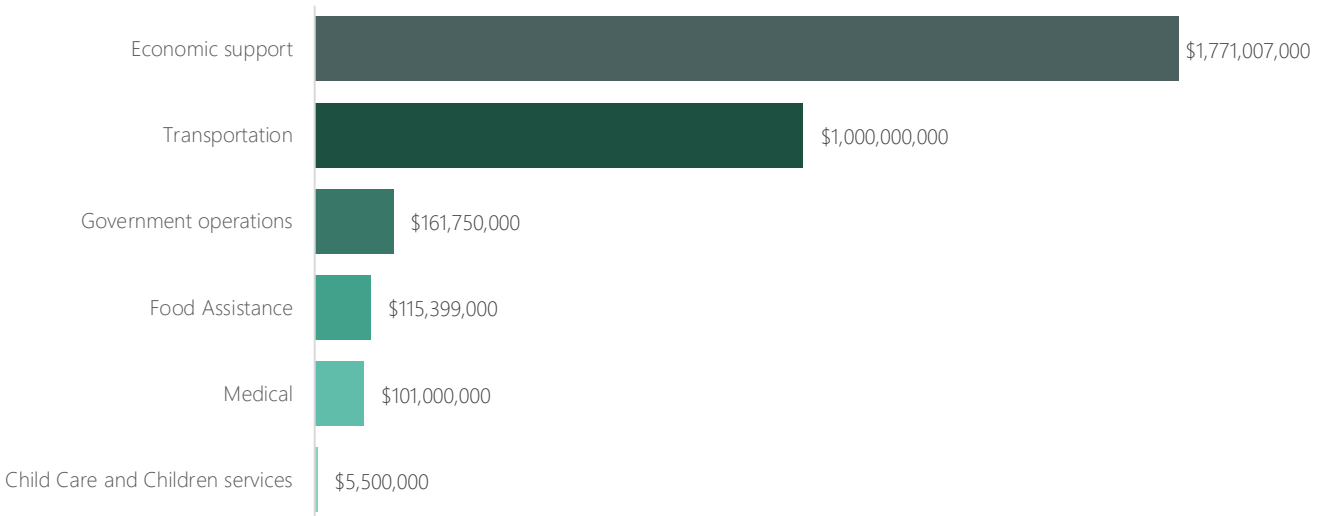 Economic support
$1,771,007,000
Transportation
$1,000,000,000
Government operations
$161,750,000
Food Assistance
$115,399,000
Medical
$101,000,000
Child Care and Children services
$5,500,000